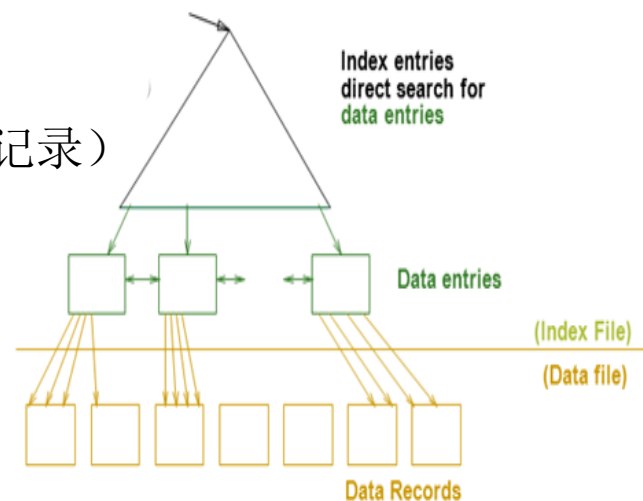 Index entries
direct search for
data entries
）
记录）
Data entries
(Index File)
(Data file)
Data Records